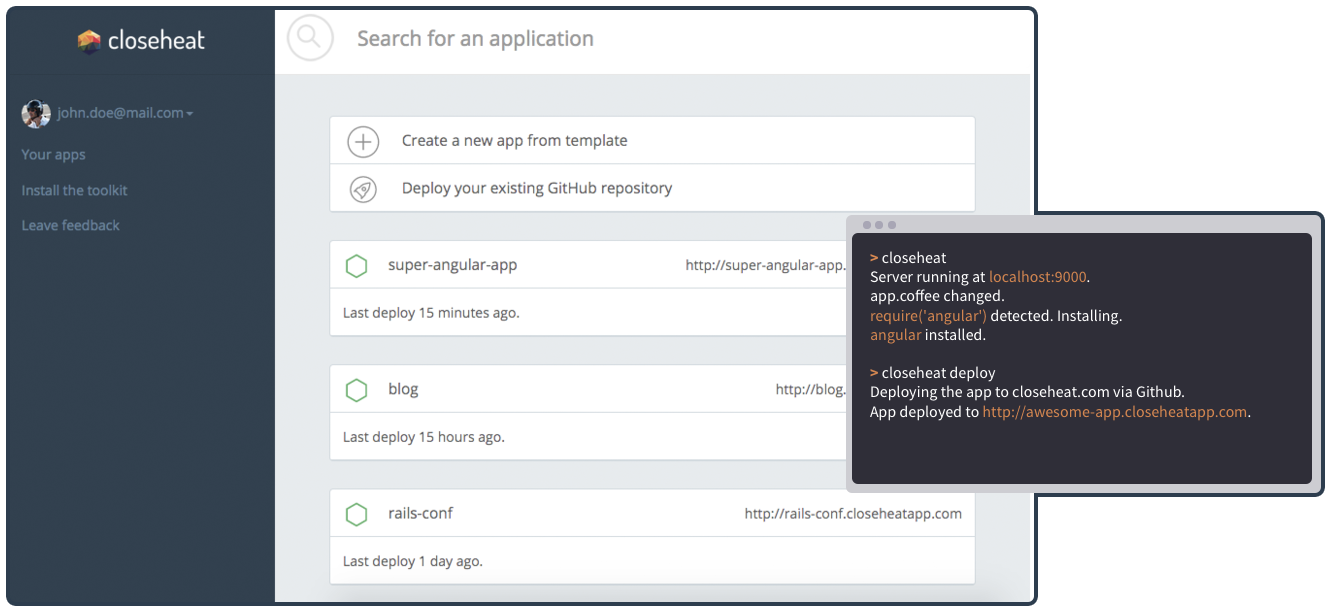 closeheat
Search for an application
john.doe@mail.com
Your apps
Install the toolkit
Leave feedback
Create a new app from template
Deploy your existing GitHub repository
super-angular-app http://super-angular-app.
Last deploy 15 minutes ago.
blog http://blog.
Last deploy 15 hours ago.
rails-conf http://rails-conf.closeheatapp.com
Last deploy 1 day ago.
> closeheat
Server running at localhost:9000.
app.coffee changed.
require('angular') detected. Installing.
angular installed.
> closeheat deploy
Deploying the app to closeheat.com via Github.
App deployed to http://awesome-app.closeheatapp.com.